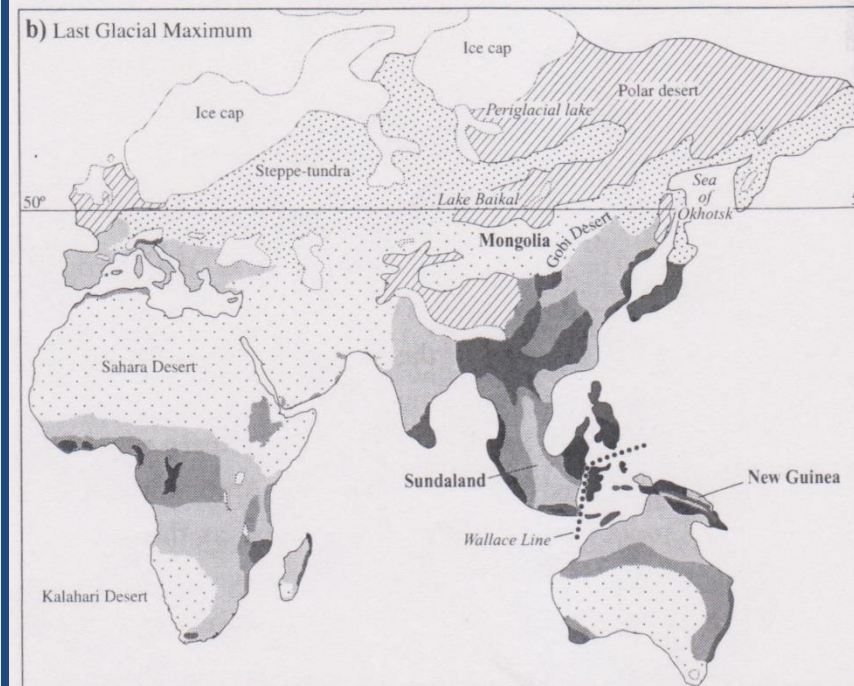 b) Last Glacial Maximum
Ice cap
Ice cap
Polar desert
Periglacial lake
Steppe-tundra
Sea
of
Okhotsk
Lake Baikal
50º
Mongolia
Gobi Desert
Sahara Desert
Sundaland
New Guinea
Wallace Line
Kalahari Desert